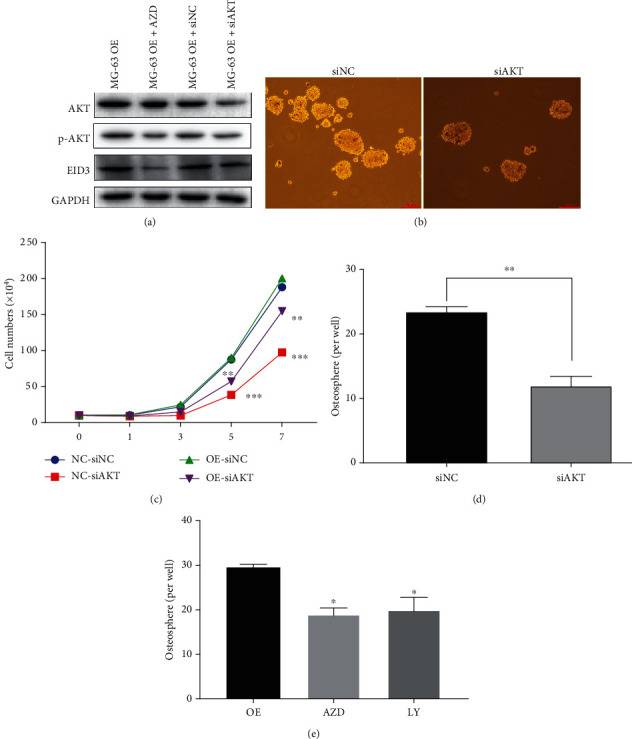 MG-63 OE
MG-63 OE + AZD
MG-63 OE + siNC
MG-63 OE + siAKT
AKT
p-AKT
EID3
GAPDH
(a)
siNC
siAKT
(b)
Cell numbers (×10⁴)
250
200
150
100
50
0
0 1 3 5 7
**
***
**
***
NC-siNC
NC-siAKT
OE-siNC
OE-siAKT
(c)
Osteosphere (per well)
30
20
10
0
**
siNC siAKT
(d)
Osteosphere (per well)
40
30
20
10
0
*
*
OE AZD LY
(e)